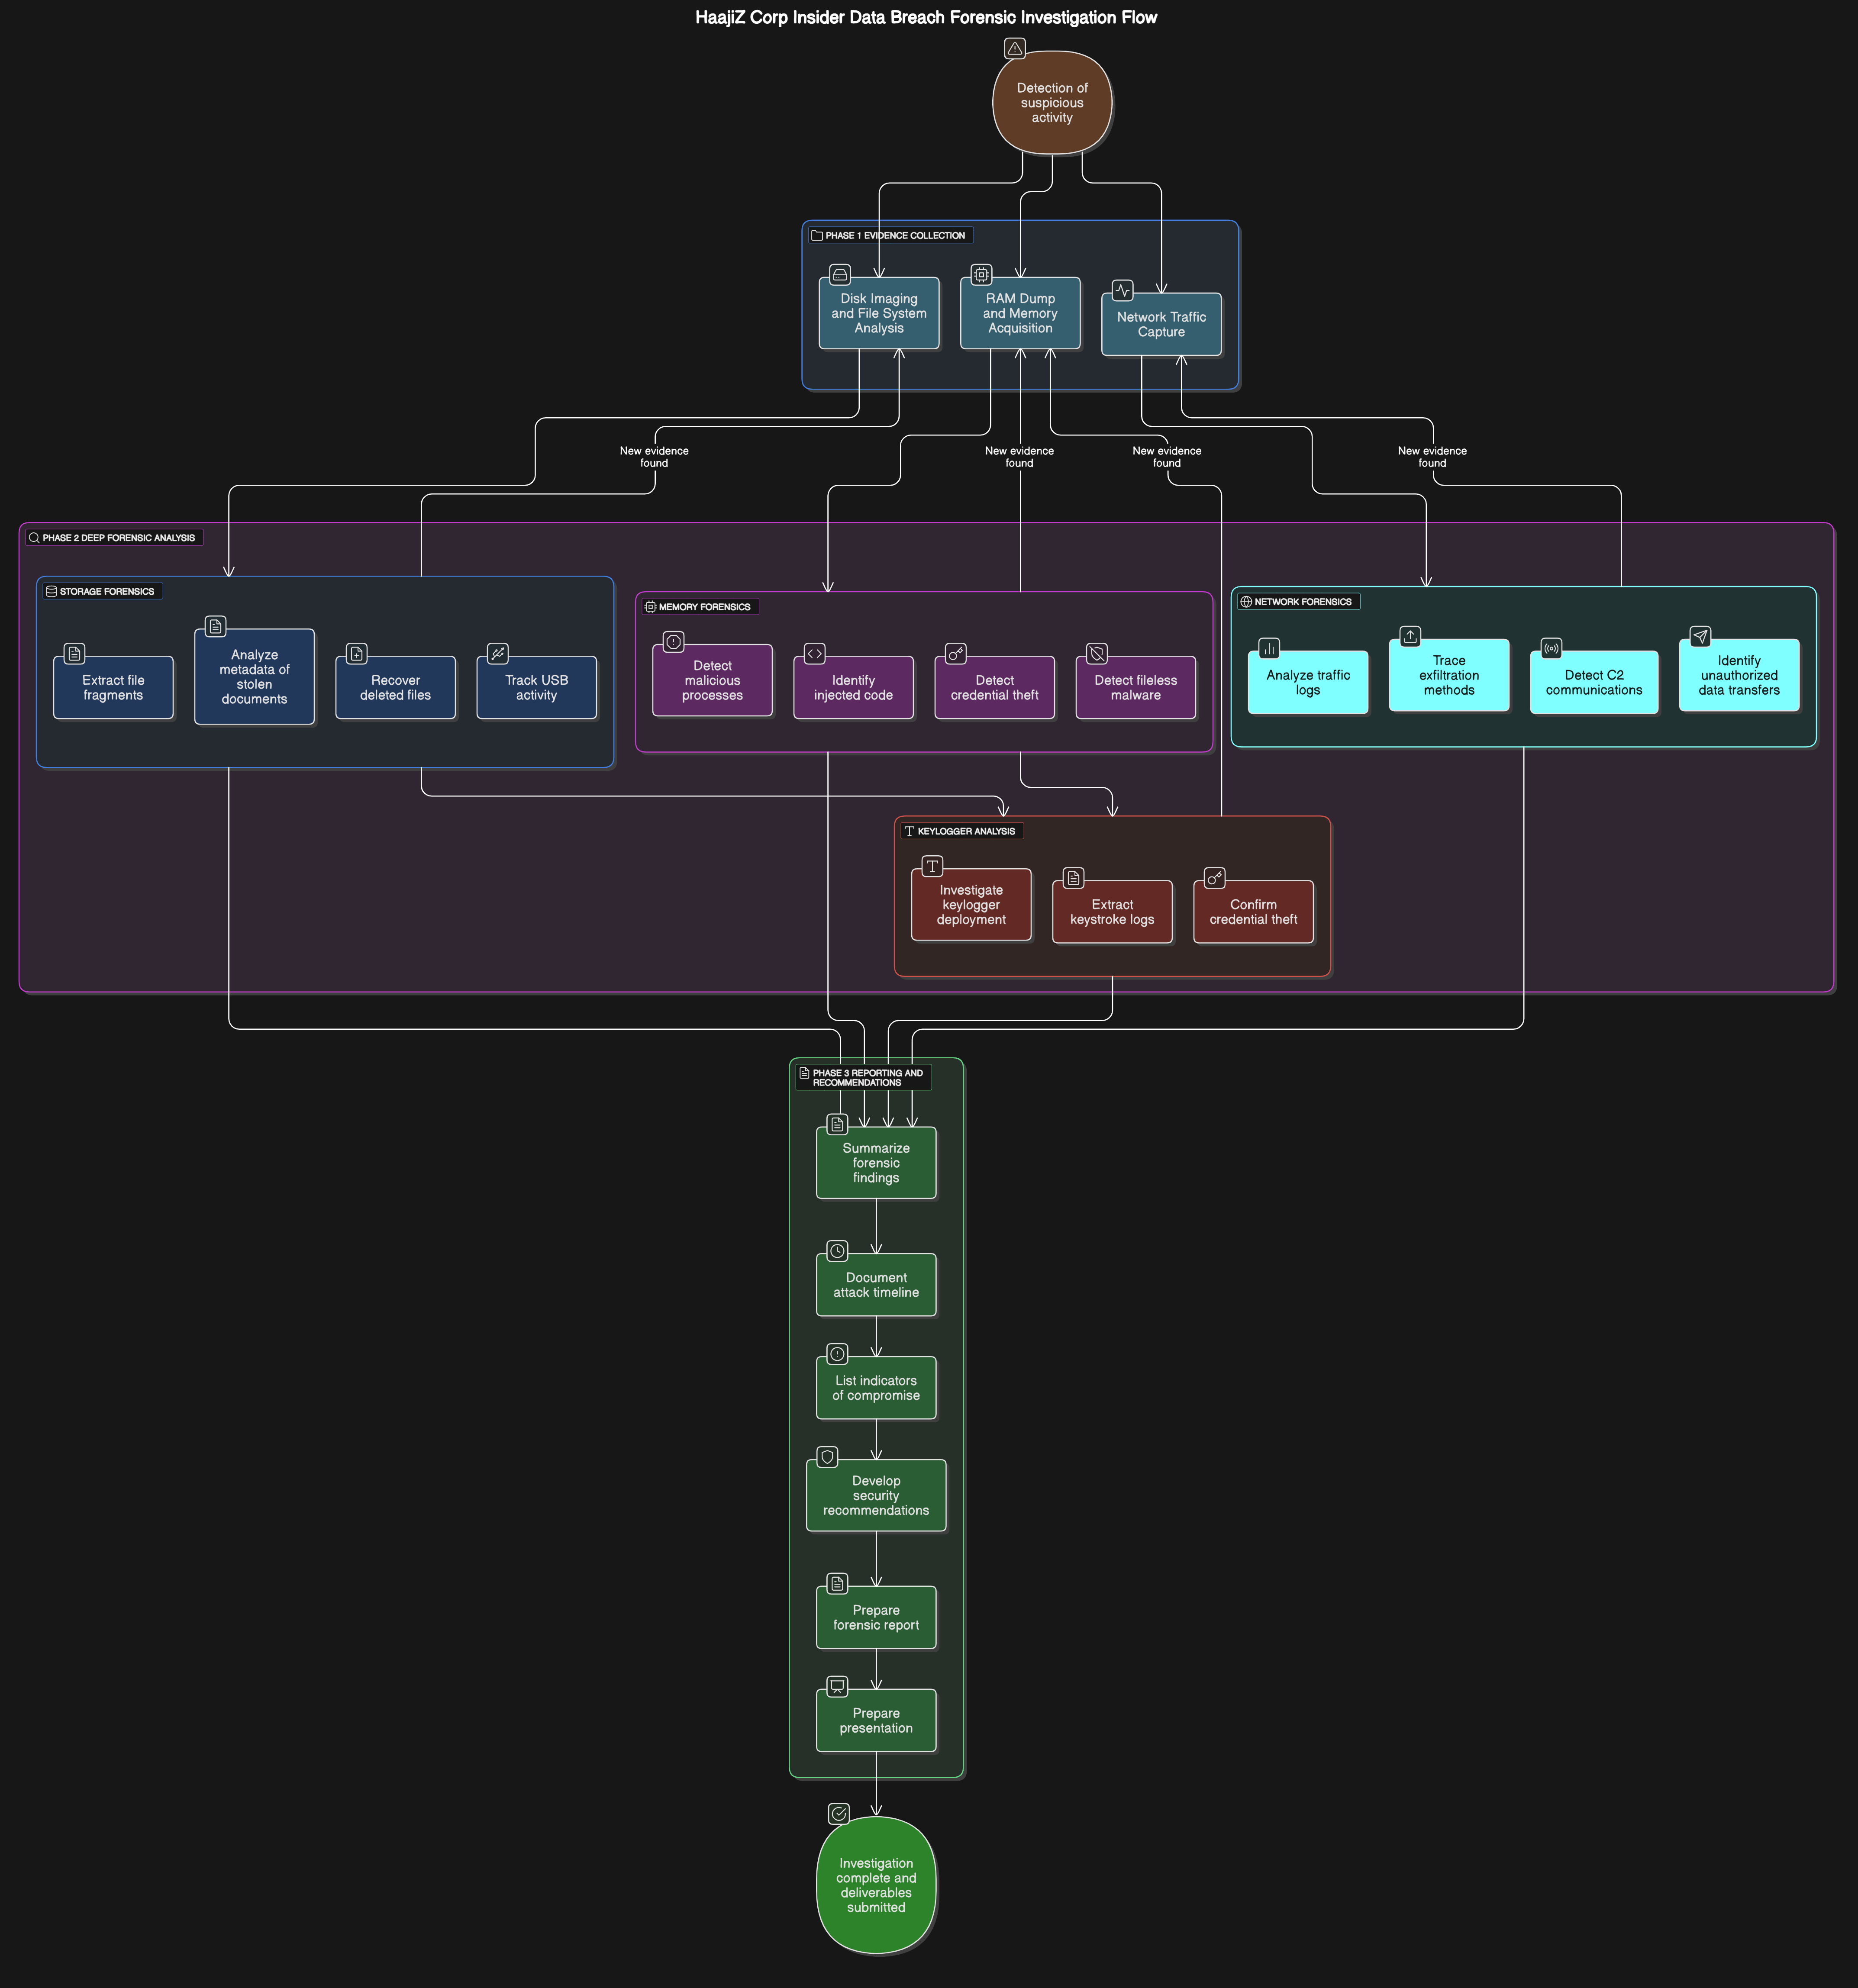 HaajiZ Corp Insider Data Breach Forensic Investigation Flow
Detection of
suspicious
activity
PHASE 1 EVIDENCE COLLECTION
Disk Imaging
and File System
Analysis
RAM Dump
and Memory
Acquisition
Network Traffic
Capture
New evidence
found
New evidence
found
New evidence
found
New evidence
found
PHASE 2 DEEP FORENSIC ANALYSIS
STORAGE FORENSICS
Extract file
fragments
Analyze
metadata of
stolen
documents
Recover
deleted files
Track USB
activity
MEMORY FORENSICS
Detect
malicious
processes
Identify
injected code
Detect
credential theft
Detect fileless
malware
NETWORK FORENSICS
Analyze traffic
logs
Trace
exfiltration
methods
Detect C2
communications
Identify
unauthorized
data transfers
KEYLOGGER ANALYSIS
Investigate
keylogger
deployment
Extract
keystroke logs
Confirm
credential theft
PHASE 3 REPORTING AND
RECOMMENDATIONS
Summarize
forensic
findings
Document
attack timeline
List indicators
of compromise
Develop
security
recommendations
Prepare
forensic report
Prepare
presentation
Investigation
complete and
deliverables
submitted